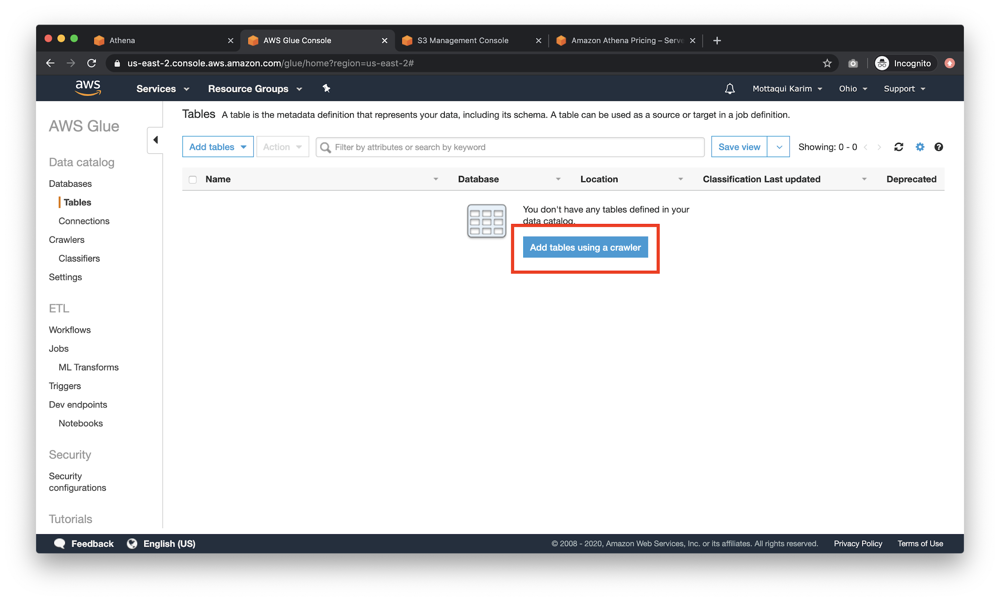 Athena
AWS Glue Console
S3 Management Console
Amazon Athena Pricing – Serve
us-east-2.console.aws.amazon.com/glue/home?region=us-east-2#
Incognito
aws
Services
Resource Groups
Mottaqui Karim
Ohio
Support
AWS Glue
Data catalog
Databases
Tables
Connections
Crawlers
Classifiers
Settings
ETL
Workflows
Jobs
ML Transforms
Triggers
Dev endpoints
Notebooks
Security
Security
configurations
Tutorials
Tables A table is the metadata definition that represents your data, including its schema. A table can be used as a source or target in a job definition.
Add tables
Action
Filter by attributes or search by keyword
Save view
Showing: 0 - 0
Name
Database
Location
Classification
Last updated
Deprecated
You don't have any tables defined in your
data catalog.
Add tables using a crawler
Feedback
English (US)
© 2008 - 2020, Amazon Web Services, Inc. or its affiliates. All rights reserved.
Privacy Policy
Terms of Use